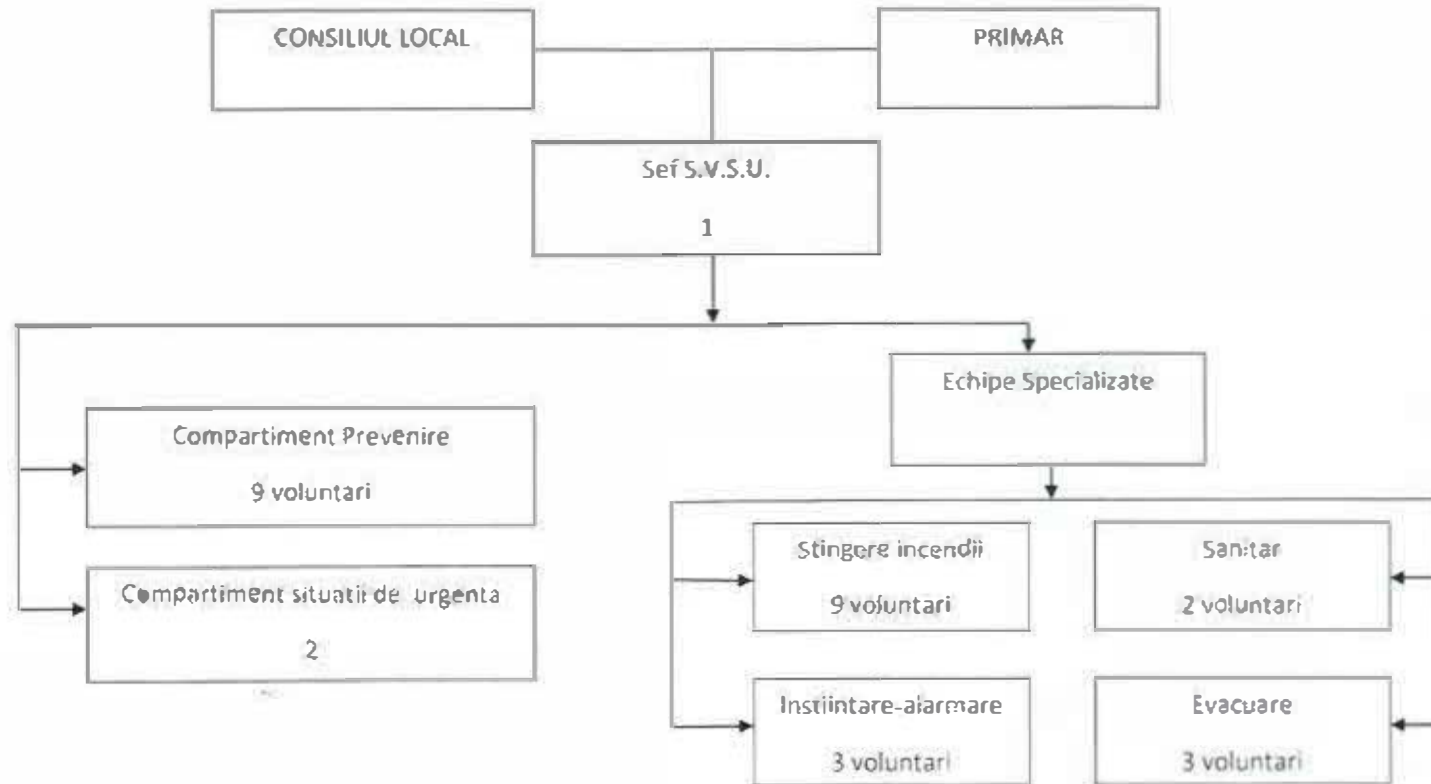 CONSILIUL LOCAL
PRIMAR
Sef S.V.S.U.
1
Echipe Specializate
Compartiment Prevenire
9 voluntari
Compartiment situatii de urgenta
2
Stingere incendii
9 voluntari
Sanitar
2 voluntari
Instiintare-alarmare
3 voluntari
Evacuare
3 voluntari